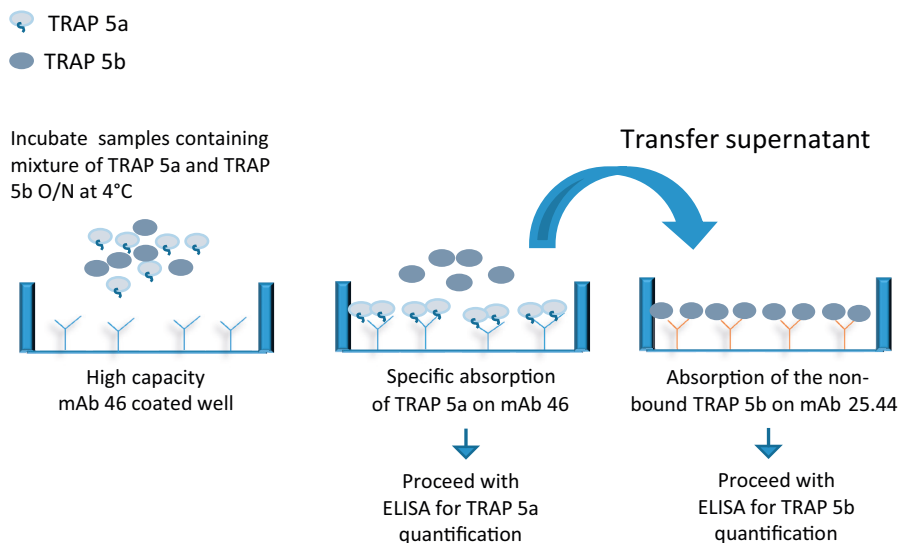 TRAP 5a
TRAP 5b
Incubate samples containing
mixture of TRAP 5a and TRAP
5b O/N at 4°C
Transfer supernatant
High capacity
mAb 46 coated well
Specific absorption
of TRAP 5a on mAb 46
Absorption of the non-
bound TRAP 5b on mAb 25.44
Proceed with
ELISA for TRAP 5a
quantification
Proceed with
ELISA for TRAP 5b
quantification